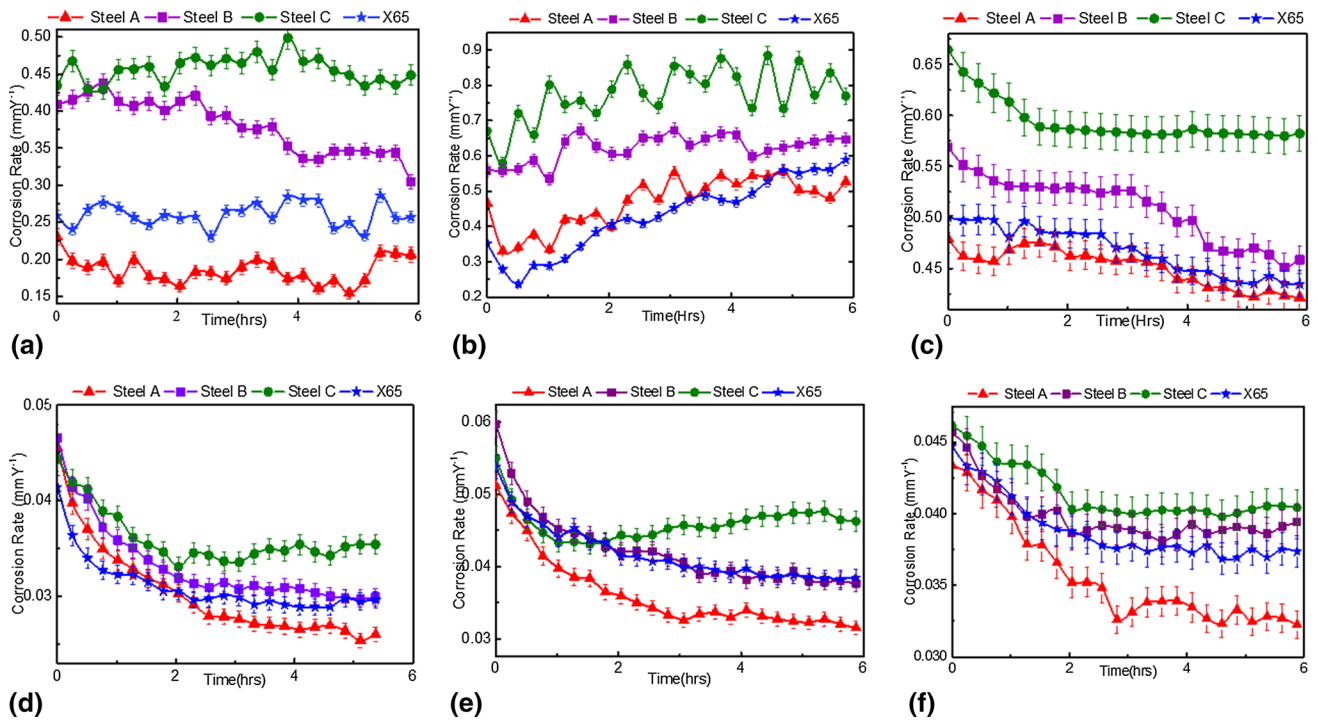 Steel A Steel B Steel C X65
0.50
0.45
0.40
0.35
0.30
0.25
0.20
0.15
Corrosion Rate (mmY⁻¹)
0 2 4 6
Time(hrs)
(a)
Steel A Steel B Steel C X65
0.9
0.8
0.7
0.6
0.5
0.4
0.3
0.2
Corrosion Rate (mmY⁻¹)
0 2 4 6
Time(Hrs)
(b)
Steel A Steel B Steel C X65
0.65
0.60
0.55
0.50
0.45
Corrosion Rate (mmY⁻¹)
0 2 4 6
Time(Hrs)
(c)
Steel A Steel B Steel C X65
0.05
0.04
0.03
Corrosion Rate (mmY⁻¹)
0 2 4 6
Time(hrs)
(d)
Steel A Steel B Steel C X65
0.06
0.05
0.04
0.03
Corrosion Rate (mmY⁻¹)
0 2 4 6
Time(hrs)
(e)
Steel A Steel B Steel C X65
0.045
0.040
0.035
0.030
Corrosion Rate (mmY⁻¹)
0 2 4 6
Time(hrs)
(f)